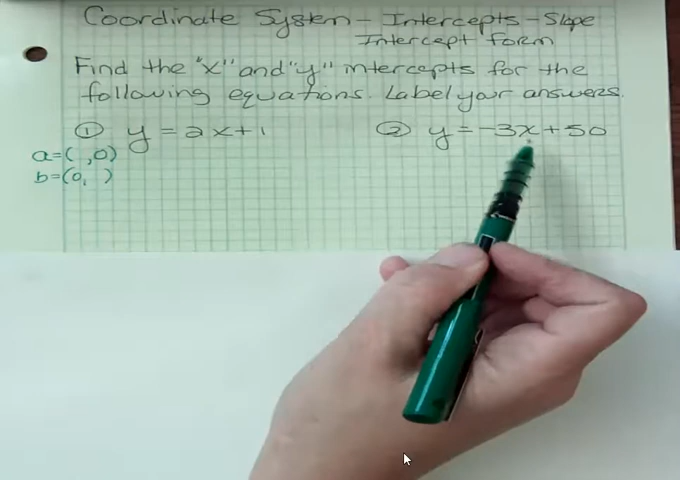 Coordinate System - Intercepts - Slope
Intercept form
Find the "x" and "y" intercepts for the
following equations. Label your answers.
① y = 2x+1
② y = -3x+50
a=( ,0)
b=(0, )